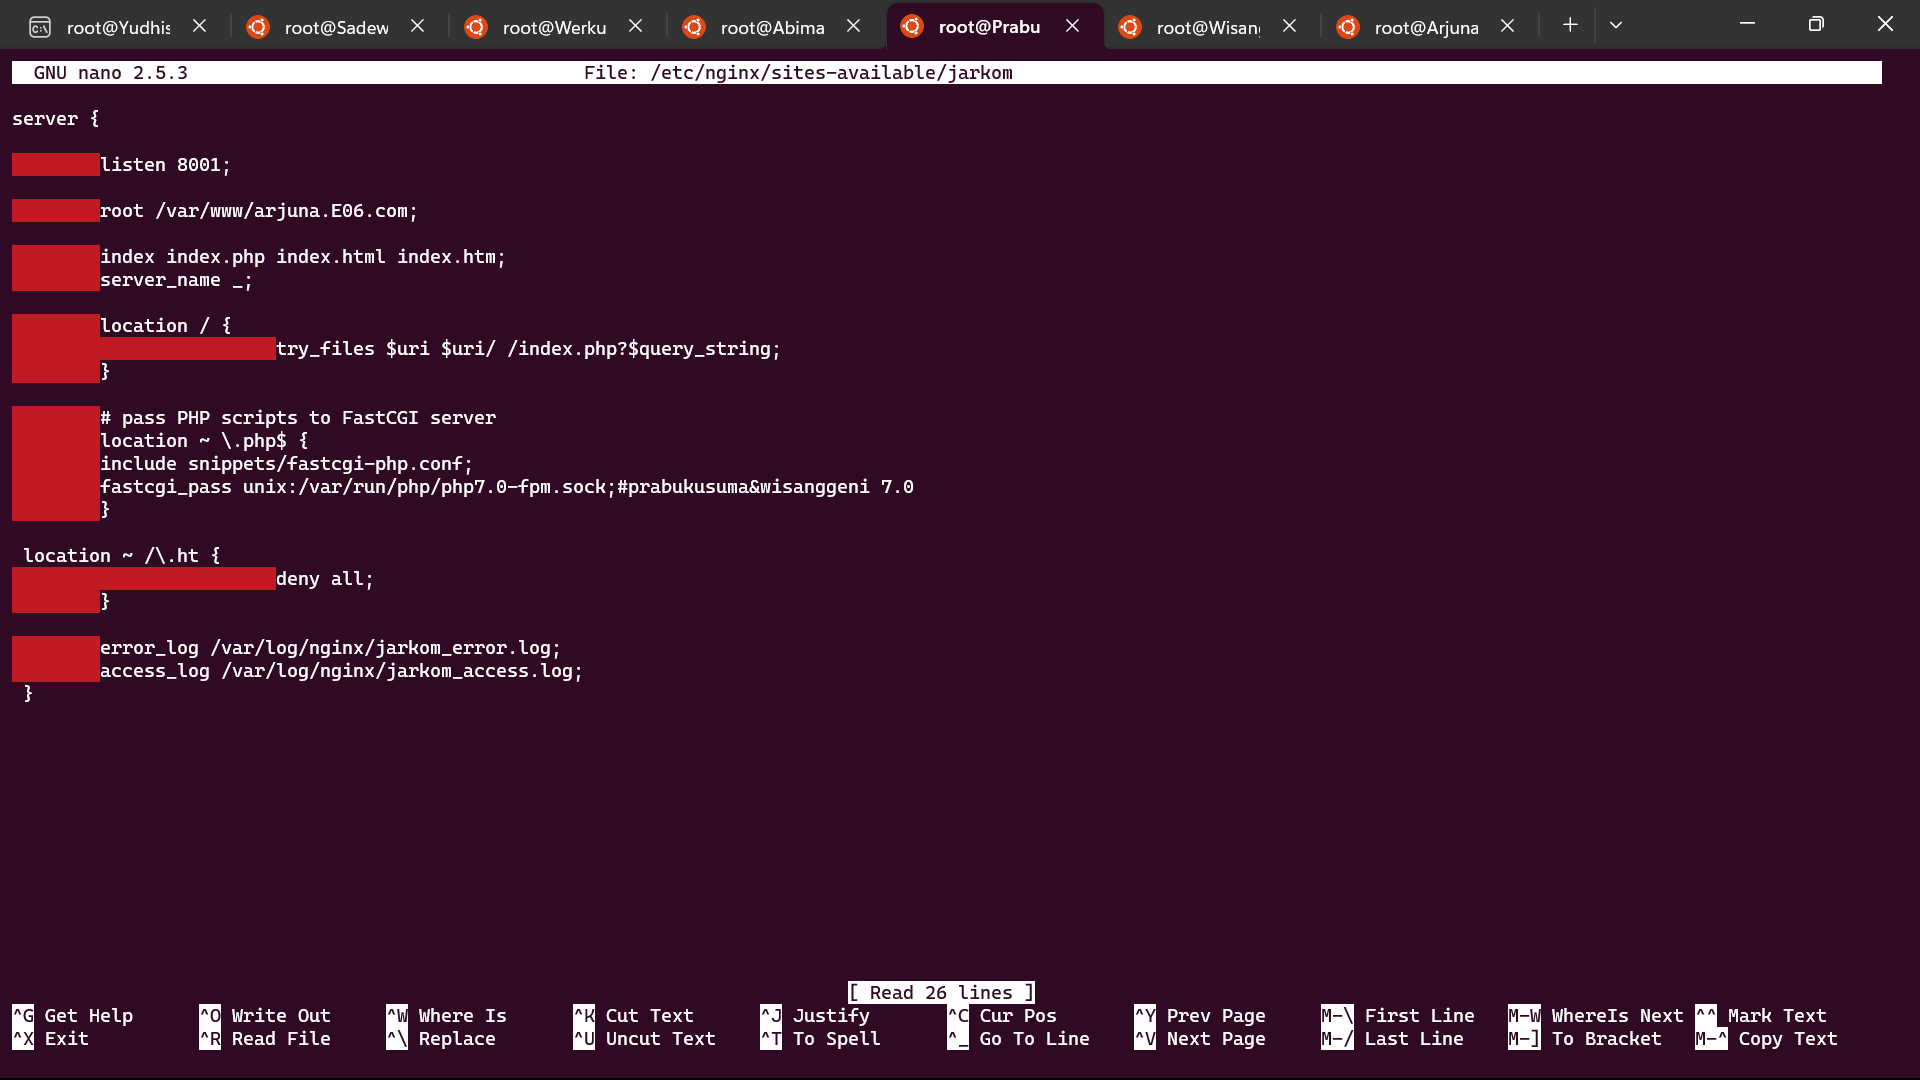 root@Yudhis root@Sadew root@Werku root@Abima root@Prabu root@Wisan root@Arjuna
GNU nano 2.5.3 File: /etc/nginx/sites-available/jarkom
server {
listen 8001;
root /var/www/arjuna.E06.com;
index index.php index.html index.htm;
server_name _;
location / {
try_files $uri $uri/ /index.php?$query_string;
}
# pass PHP scripts to FastCGI server
location ~ \.php$ {
include snippets/fastcgi-php.conf;
fastcgi_pass unix:/var/run/php/php7.0-fpm.sock;#prabukusuma&wisanggeni 7.0
}
location ~ /\.ht {
deny all;
}
error_log /var/log/nginx/jarkom_error.log;
access_log /var/log/nginx/jarkom_access.log;
}
[ Read 26 lines ]
^G Get Help ^O Write Out ^W Where Is ^K Cut Text ^J Justify ^C Cur Pos ^Y Prev Page M-\ First Line M-W WhereIs Next ^^ Mark Text
^X Exit ^R Read File ^\ Replace ^U Uncut Text ^T To Spell ^_ Go To Line ^V Next Page M-/ Last Line M-] To Bracket M-^ Copy Text